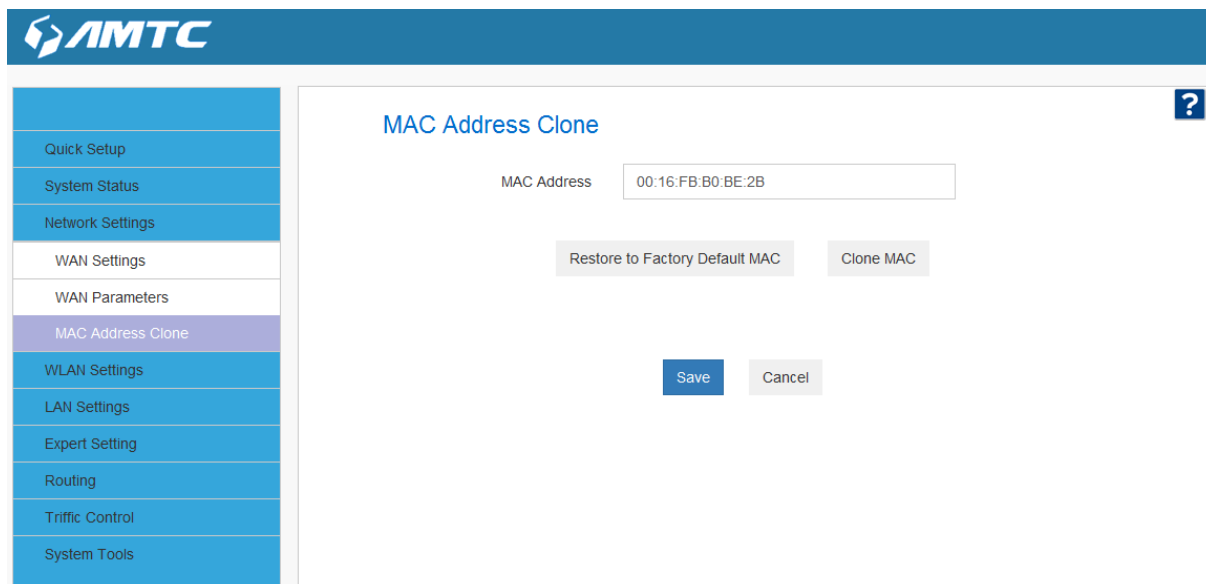 AMTC
?
Quick Setup
System Status
Network Settings
WAN Settings
WAN Parameters
MAC Address Clone
WLAN Settings
LAN Settings
Expert Setting
Routing
Triffic Control
System Tools
MAC Address Clone
MAC Address 00:16:FB:B0:BE:2B
Restore to Factory Default MAC Clone MAC
Save Cancel